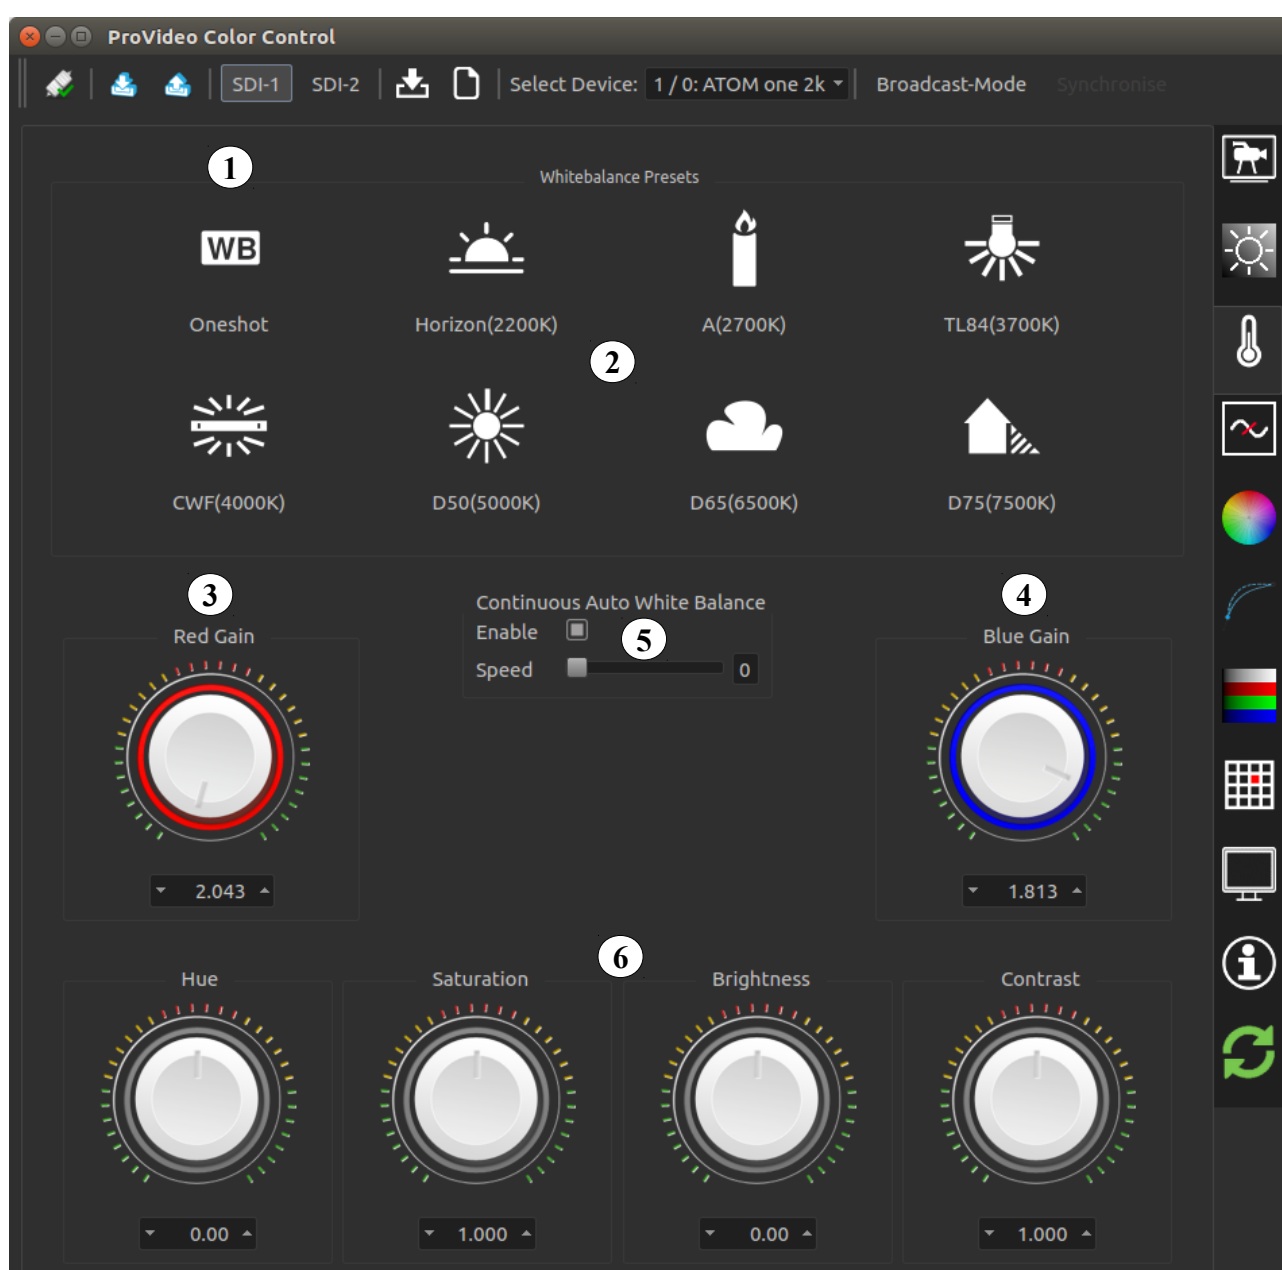 ProVideo Color Control
SDI-1 SDI-2 Select Device: 1 / 0: ATOM one 2k Broadcast-Mode Synchronise
1
Whitebalance Presets
WB
Oneshot Horizon(2200K) A(2700K) TL84(3700K)
2
CWF(4000K) D50(5000K) D65(6500K) D75(7500K)
3 Continuous Auto White Balance 4
Red Gain Enable 5 Blue Gain
Speed 0
2.043 1.813
6
Hue Saturation Brightness Contrast
0.00 1.000 0.00 1.000